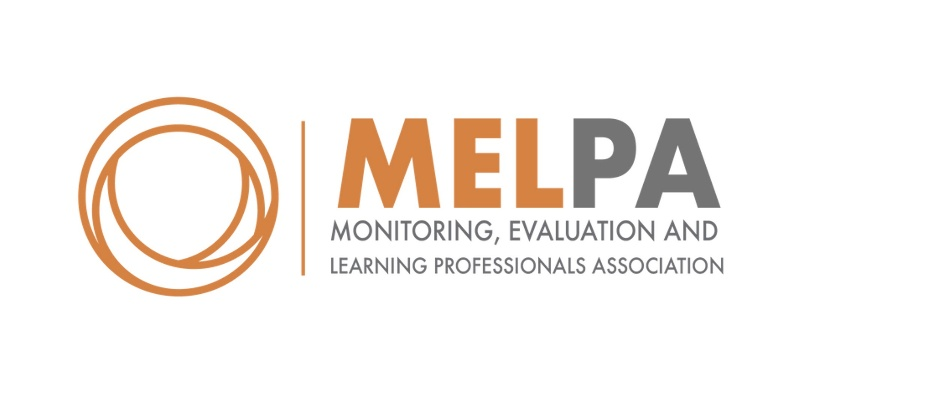 MELPA
MONITORING, EVALUATION AND
LEARNING PROFESSIONALS ASSOCIATION